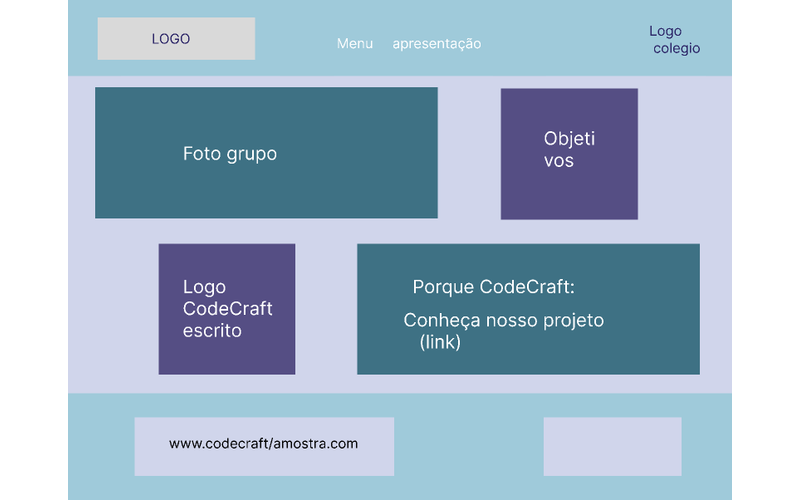 LOGO
Menu apresentação
Logo
colegio
Foto grupo
Objeti
vos
Logo
CodeCraft
escrito
Porque CodeCraft:
Conheça nosso projeto
(link)
www.codecraft/amostra.com